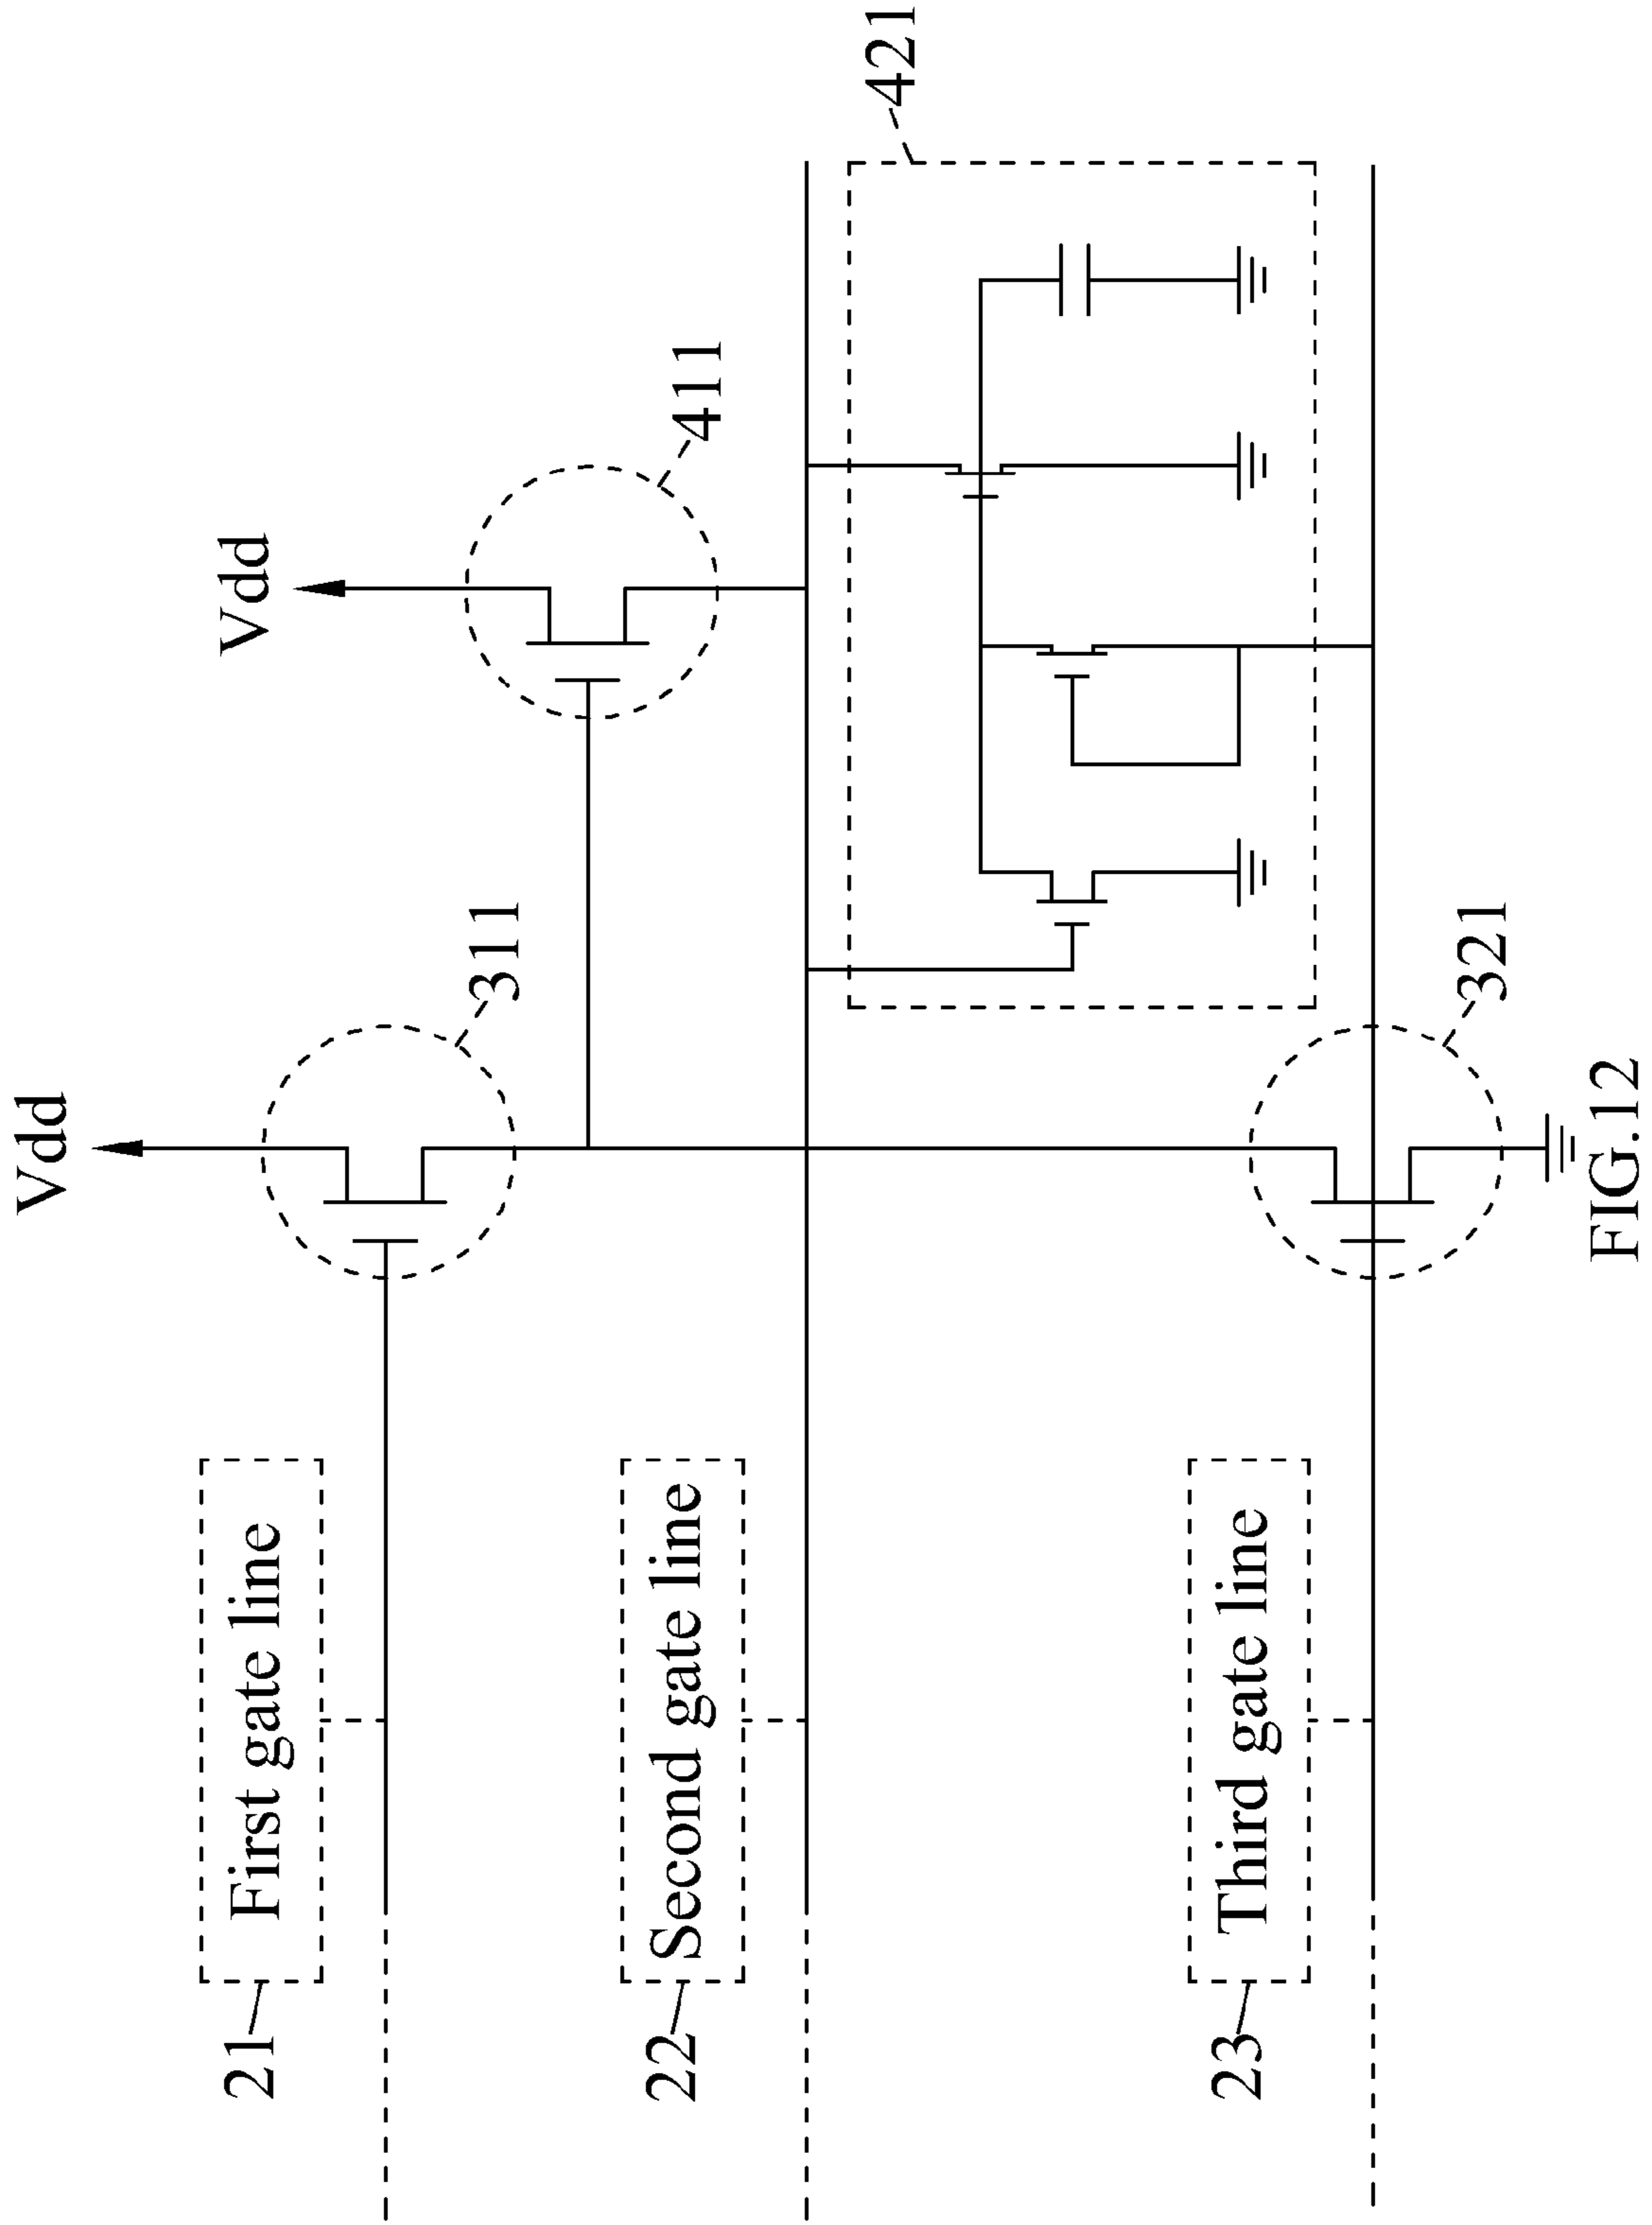 Vdd
Vdd
311
411
421
321
21
First gate line
22
Second gate line
23
Third gate line
FIG.12